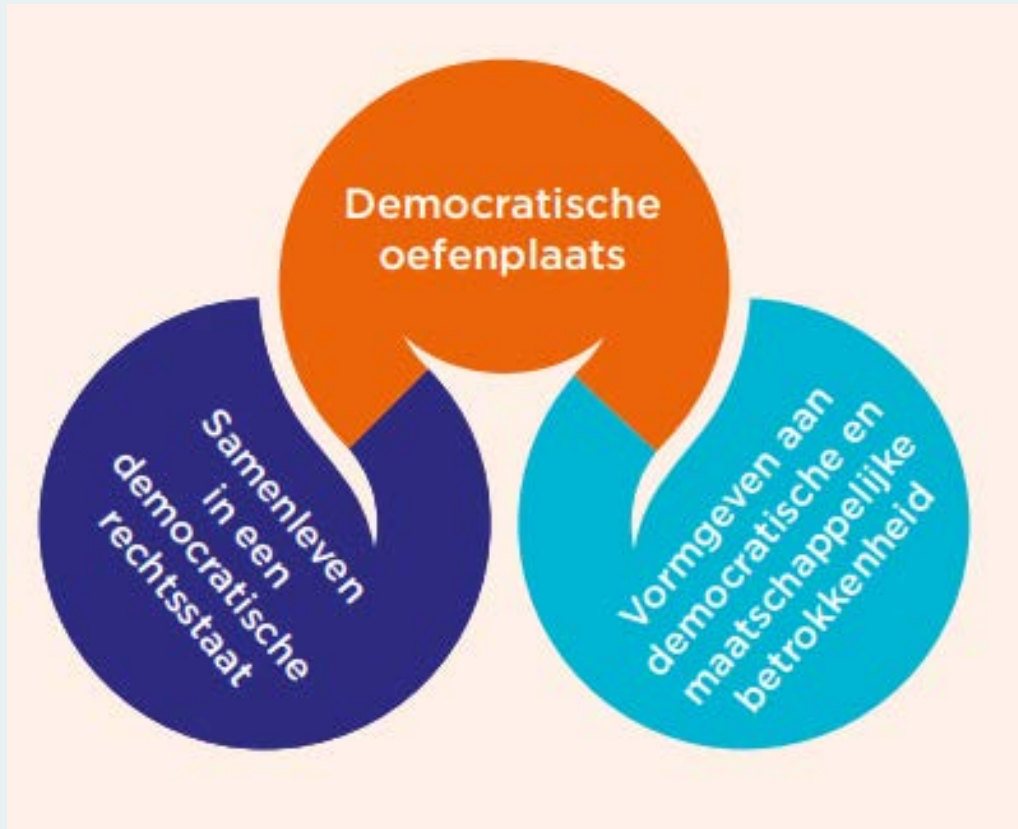 Democratische
oefenplaats
Samenleven
in een
democratische
rechtsstaat
Vormgeven aan
democratische en
maatschappelijke
betrokkenheid